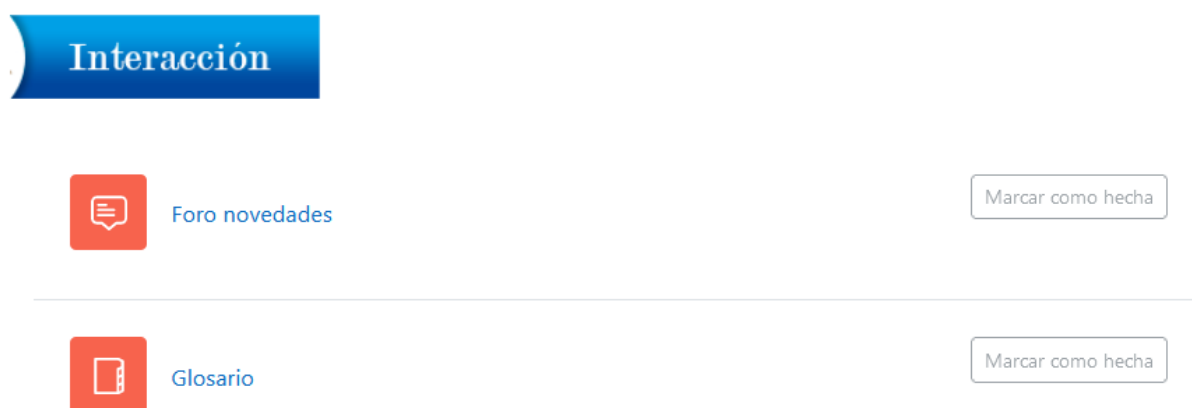 Interacción
Marcar como hecha
Foro novedades
Marcar como hecha
Glosario